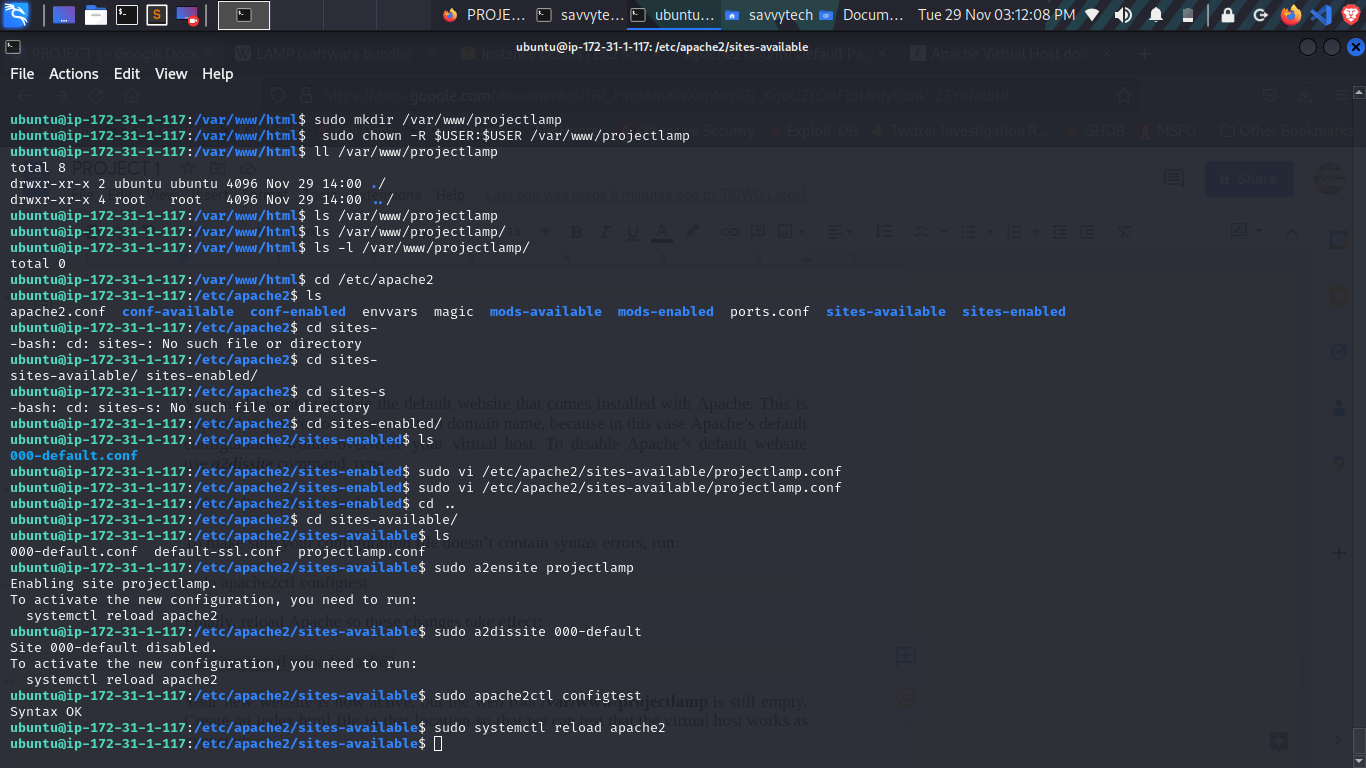 PROJE... savvyte... ubuntu... savvytech Docum... Tue 29 Nov 03:12:08 PM
ubuntu@ip-172-31-1-117: /etc/apache2/sites-available
File Actions Edit View Help
ubuntu@ip-172-31-1-117:/var/www/html$ sudo mkdir /var/www/projectlamp
ubuntu@ip-172-31-1-117:/var/www/html$  sudo chown -R $USER:$USER /var/www/projectlamp
ubuntu@ip-172-31-1-117:/var/www/html$ ll /var/www/projectlamp
total 8
drwxr-xr-x 2 ubuntu ubuntu 4096 Nov 29 14:00 ./
drwxr-xr-x 4 root   root   4096 Nov 29 14:00 ../
ubuntu@ip-172-31-1-117:/var/www/html$ ls /var/www/projectlamp
ubuntu@ip-172-31-1-117:/var/www/html$ ls /var/www/projectlamp/
ubuntu@ip-172-31-1-117:/var/www/html$ ls -l /var/www/projectlamp/
total 0
ubuntu@ip-172-31-1-117:/var/www/html$ cd /etc/apache2
ubuntu@ip-172-31-1-117:/etc/apache2$ ls
apache2.conf  conf-available  conf-enabled  envvars  magic  mods-available  mods-enabled  ports.conf  sites-available  sites-enabled
ubuntu@ip-172-31-1-117:/etc/apache2$ cd sites-
-bash: cd: sites-: No such file or directory
ubuntu@ip-172-31-1-117:/etc/apache2$ cd sites-
sites-available/ sites-enabled/
ubuntu@ip-172-31-1-117:/etc/apache2$ cd sites-s
-bash: cd: sites-s: No such file or directory
ubuntu@ip-172-31-1-117:/etc/apache2$ cd sites-enabled/
ubuntu@ip-172-31-1-117:/etc/apache2/sites-enabled$ ls
000-default.conf
ubuntu@ip-172-31-1-117:/etc/apache2/sites-enabled$ sudo vi /etc/apache2/sites-available/projectlamp.conf
ubuntu@ip-172-31-1-117:/etc/apache2/sites-enabled$ sudo vi /etc/apache2/sites-available/projectlamp.conf
ubuntu@ip-172-31-1-117:/etc/apache2/sites-enabled$ cd ..
ubuntu@ip-172-31-1-117:/etc/apache2$ cd sites-available/
ubuntu@ip-172-31-1-117:/etc/apache2/sites-available$ ls
000-default.conf  default-ssl.conf  projectlamp.conf
ubuntu@ip-172-31-1-117:/etc/apache2/sites-available$ sudo a2ensite projectlamp
Enabling site projectlamp.
To activate the new configuration, you need to run:
  systemctl reload apache2
ubuntu@ip-172-31-1-117:/etc/apache2/sites-available$ sudo a2dissite 000-default
Site 000-default disabled.
To activate the new configuration, you need to run:
  systemctl reload apache2
ubuntu@ip-172-31-1-117:/etc/apache2/sites-available$ sudo apache2ctl configtest
Syntax OK
ubuntu@ip-172-31-1-117:/etc/apache2/sites-available$ sudo systemctl reload apache2
ubuntu@ip-172-31-1-117:/etc/apache2/sites-available$